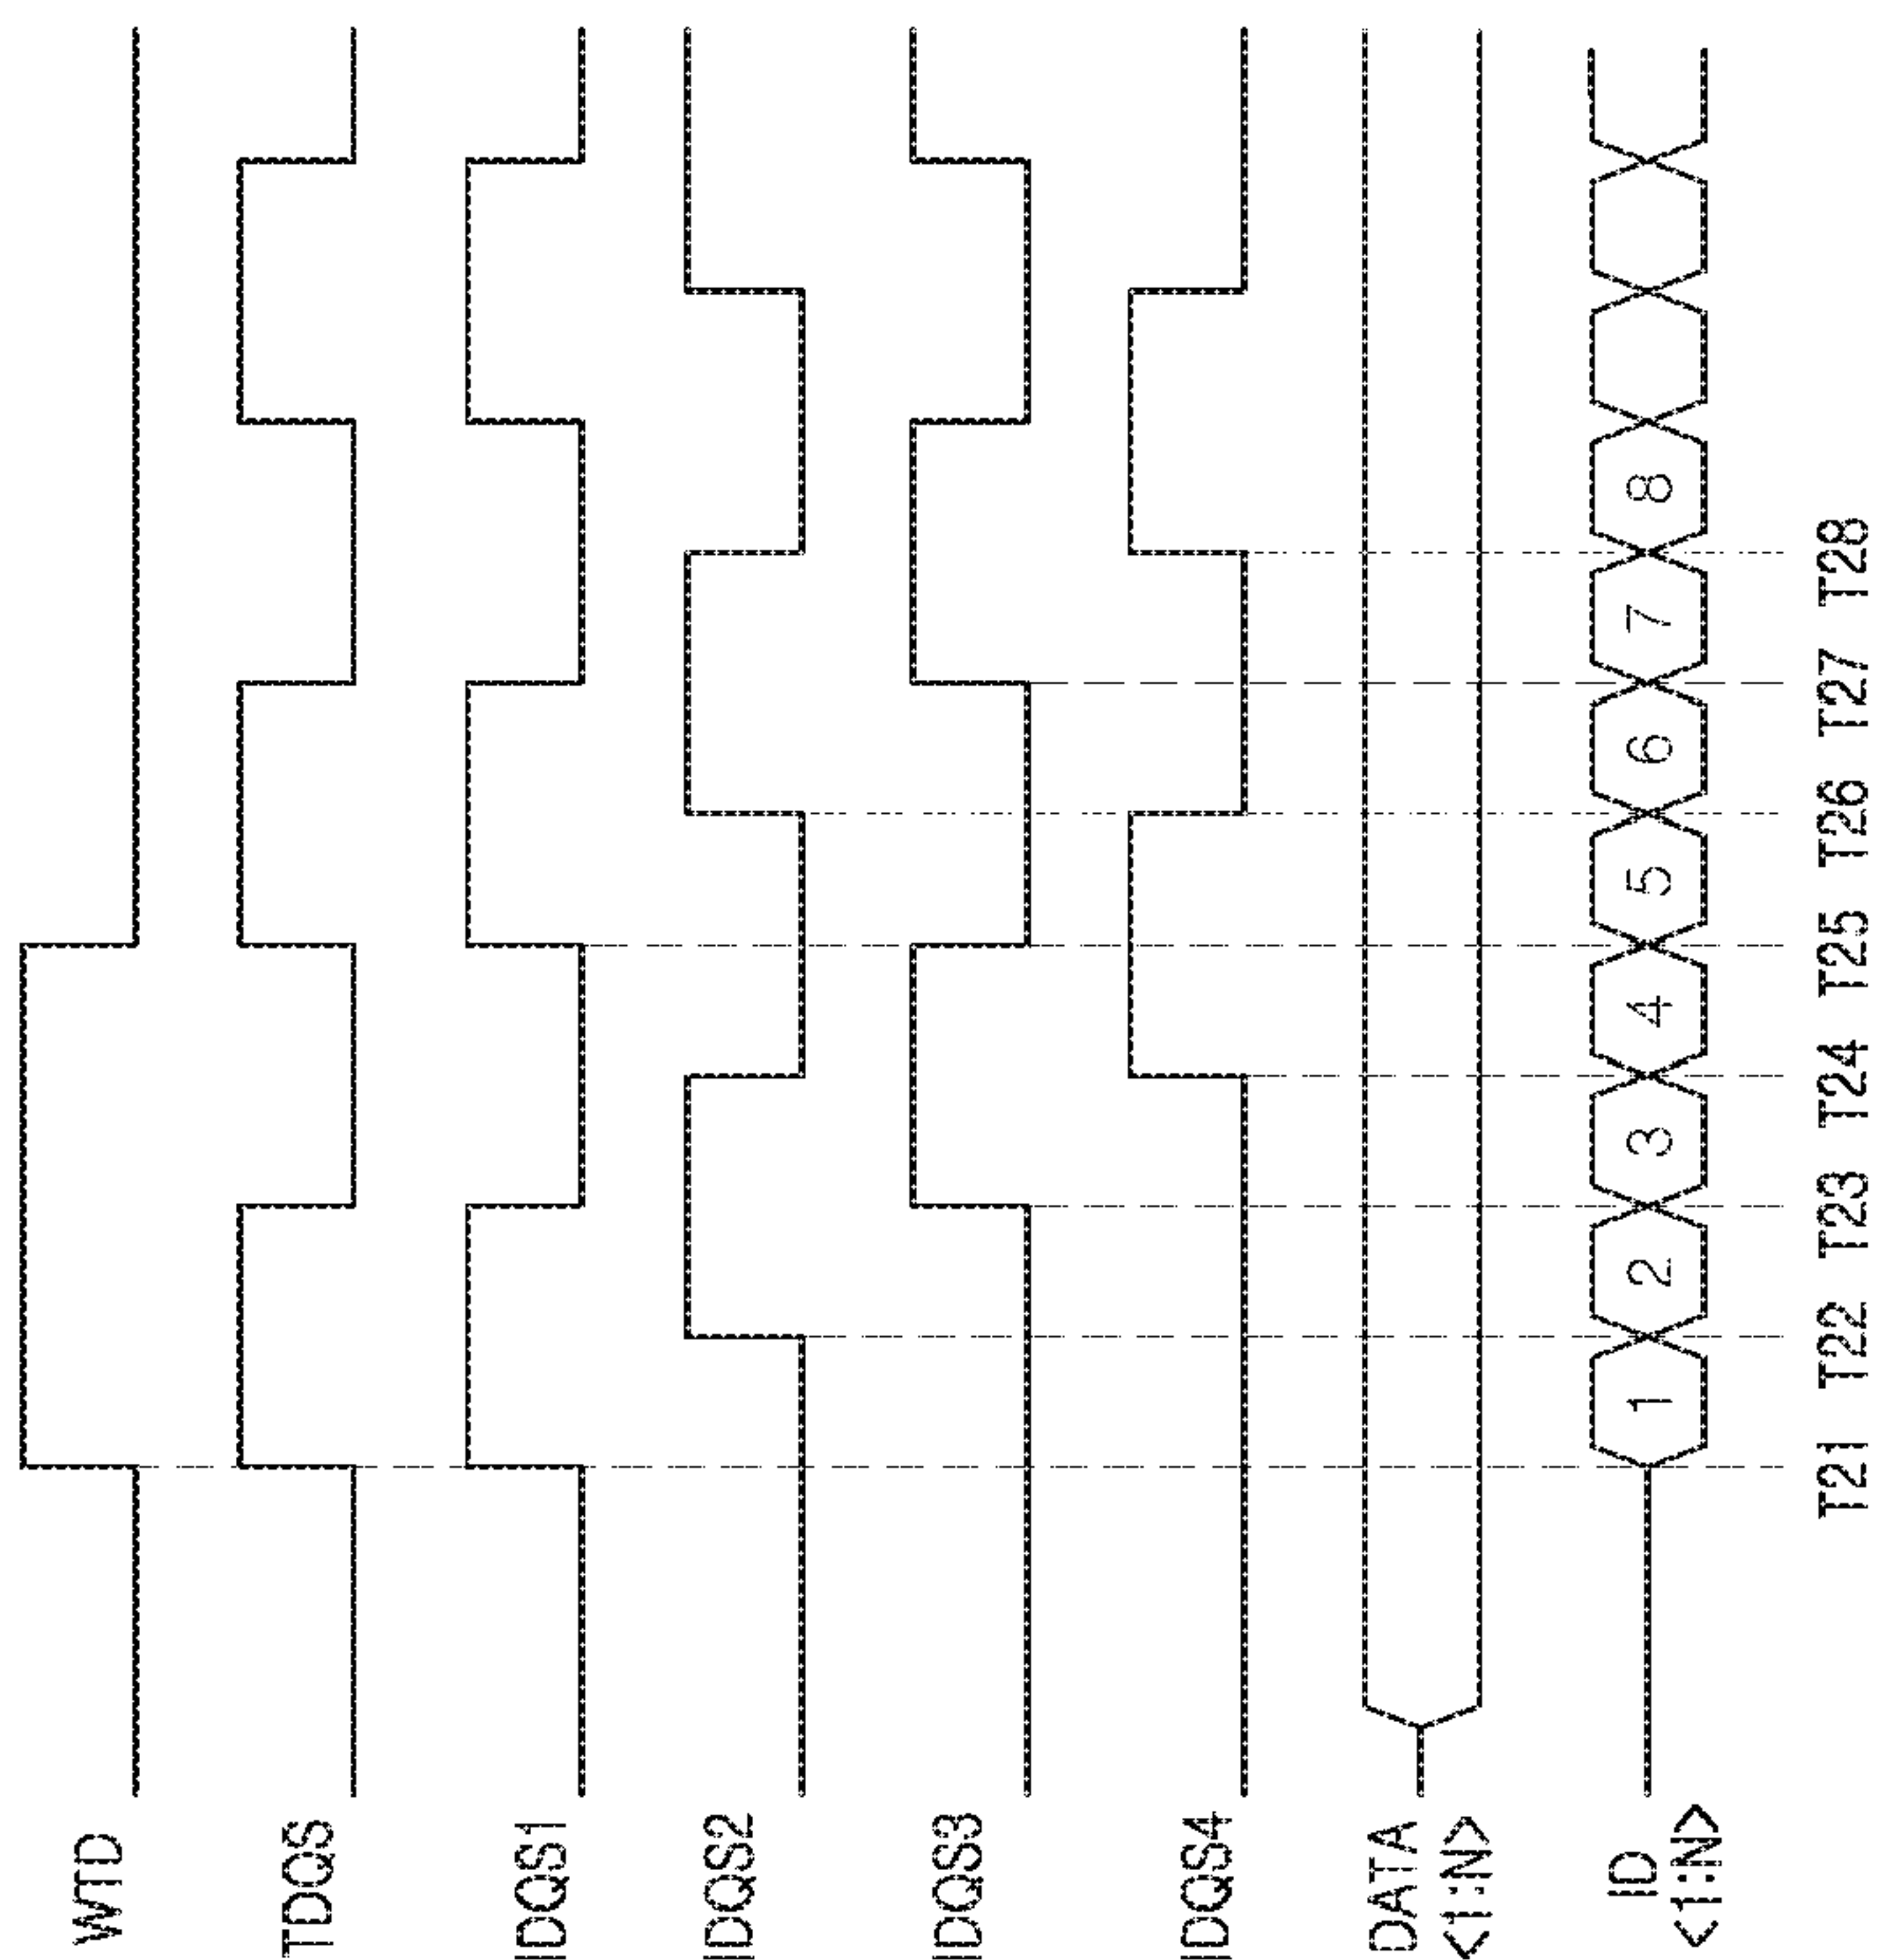 WTD
TDQS
IDQS1
IDQS2
IDQS3
IDQS4
DATA
<1:N>
ID
<1:N>
1 2 3 4 5 6 7 8
T21 T22 T23 T24 T25 T26 T27 T28